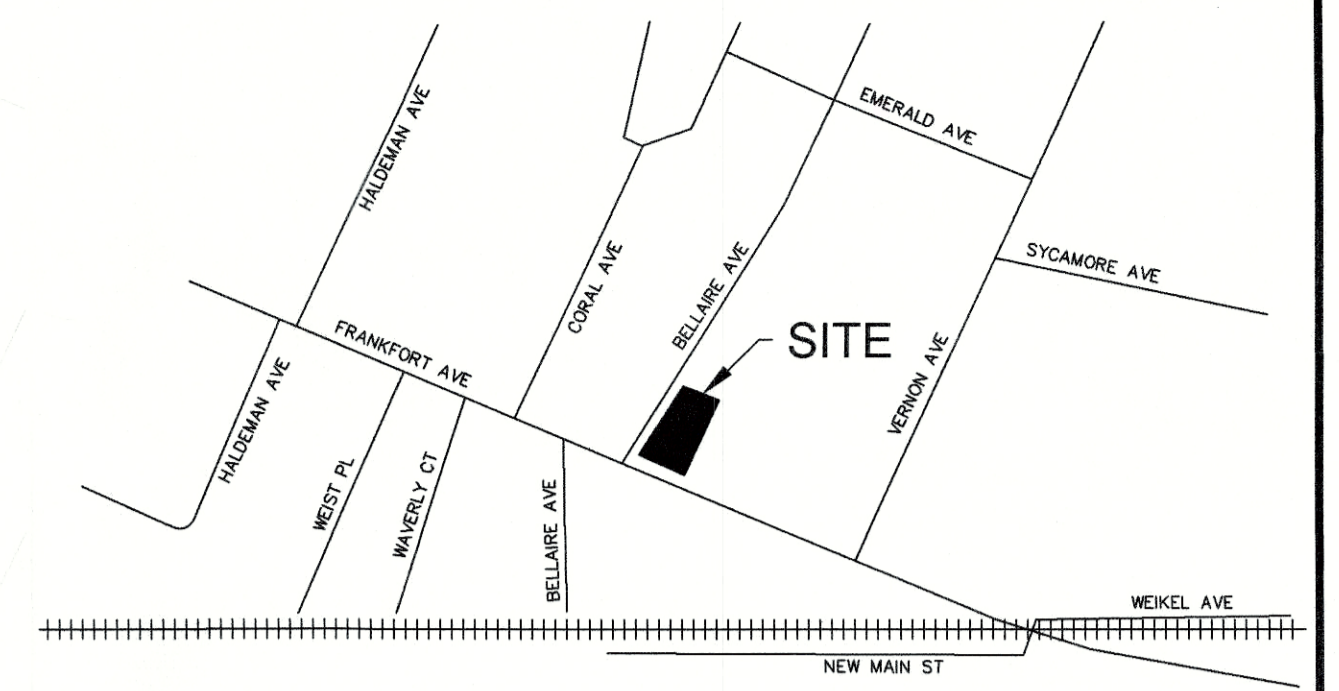 HALDEMAN AVE
EMERALD AVE
CORAL AVE
BELLAIRE AVE
SYCAMORE AVE
FRANKFORT AVE
SITE
VERNON AVE
HALDEMAN AVE
WEIST PL
WAVERLY CT
BELLAIRE AVE
WEIKEL AVE
NEW MAIN ST